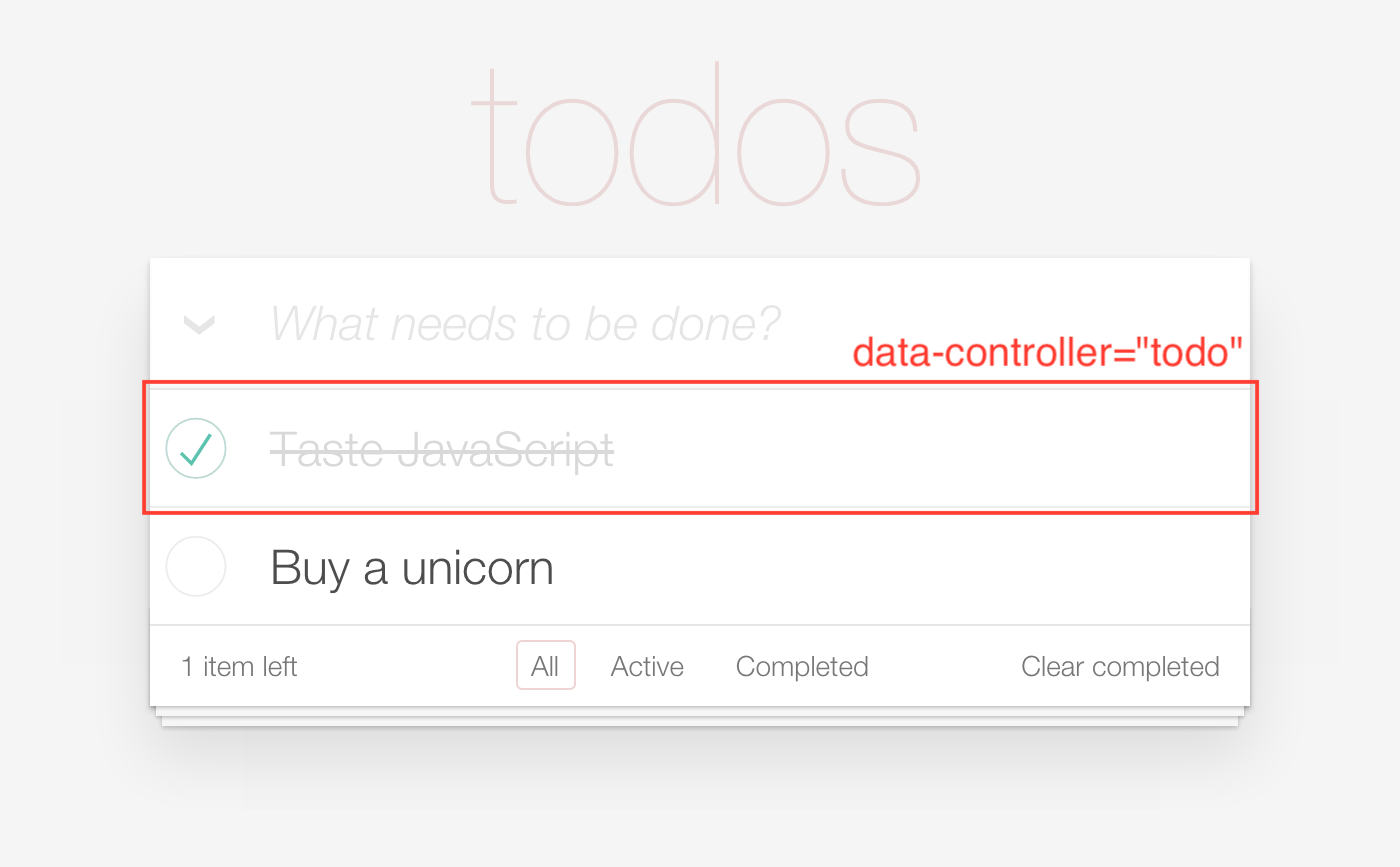 todos
What needs to be done?
data-controller="todo"
Taste JavaScript
Buy a unicorn
1 item left All Active Completed Clear completed